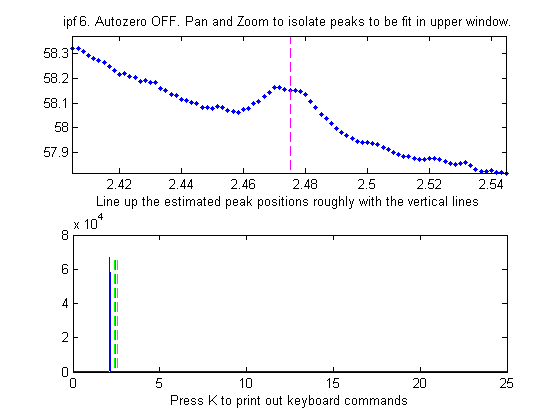 ipf6. Autozero OFF. Pan and Zoom to isolate peaks to be fit in upper window.
58.3
58.2
58.1
58
57.9
2.42 2.44 2.46 2.48 2.5 2.52 2.54
Line up the estimated peak positions roughly with the vertical lines
x 10⁴
8
6
4
2
0
0 5 10 15 20 25
Press K to print out keyboard commands